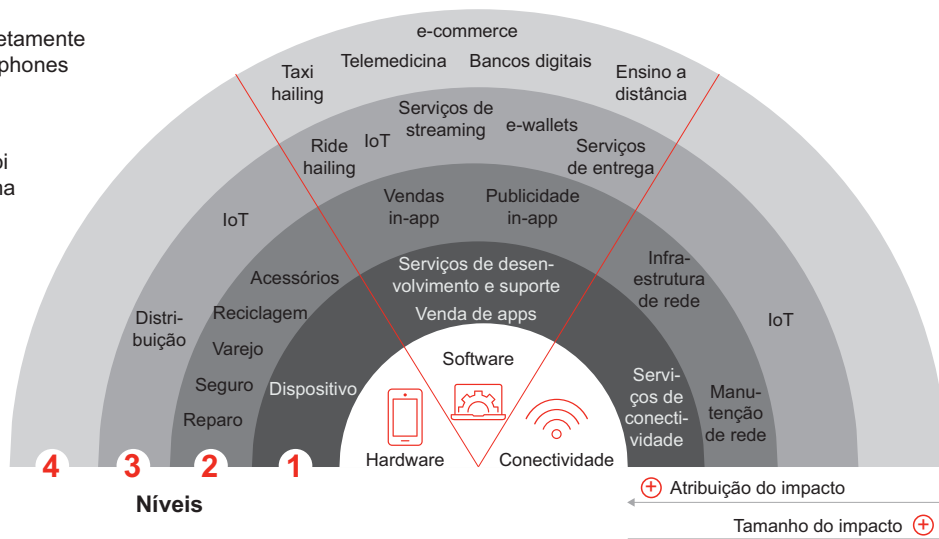 etamente
phones
oi
na
e-commerce
Telemedicina
Bancos digitais
Taxi
hailing
Ensino a
distância
Serviços de
streaming
IoT
e-wallets
Ride
hailing
Serviços
de entrega
Vendas
in-app
Publicidade
in-app
IoT
Acessórios
Reciclagem
Distri-
buição
Varejo
Seguro
Reparo
Serviços de desen-
volvimento e suporte
Venda de apps
Dispositivo
Infra-
estrutura
de rede
IoT
Servi-
ços de
conecti-
vidade
Manu-
tenção
de rede
Software
Hardware
Conectividade
4
3
2
1
Níveis
Atribuição do impacto
Tamanho do impacto